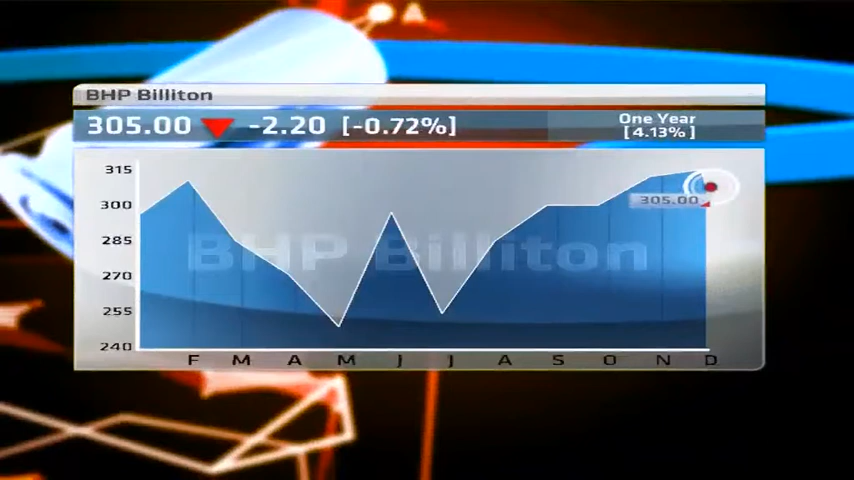 A
BHP Billiton
305.00 -2.20 [-0.72%]
One Year
[4.13%]
315
300
285
270
255
240
BHP Billiton
305.00
F M A M J J A S O N D